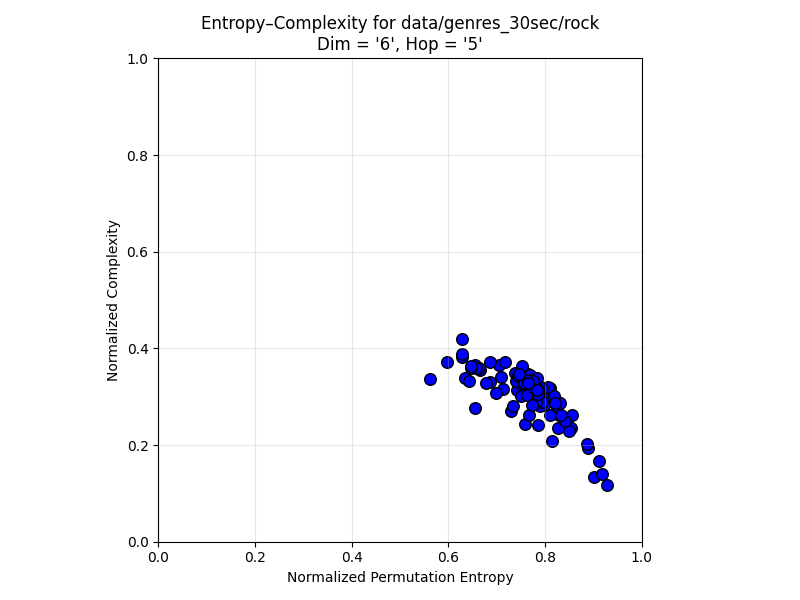 Entropy–Complexity for data/genres_30sec/rock
Dim = '6', Hop = '5'
1.0
0.8
0.6
0.4
0.2
0.0
Normalized Complexity
0.0 0.2 0.4 0.6 0.8 1.0
Normalized Permutation Entropy